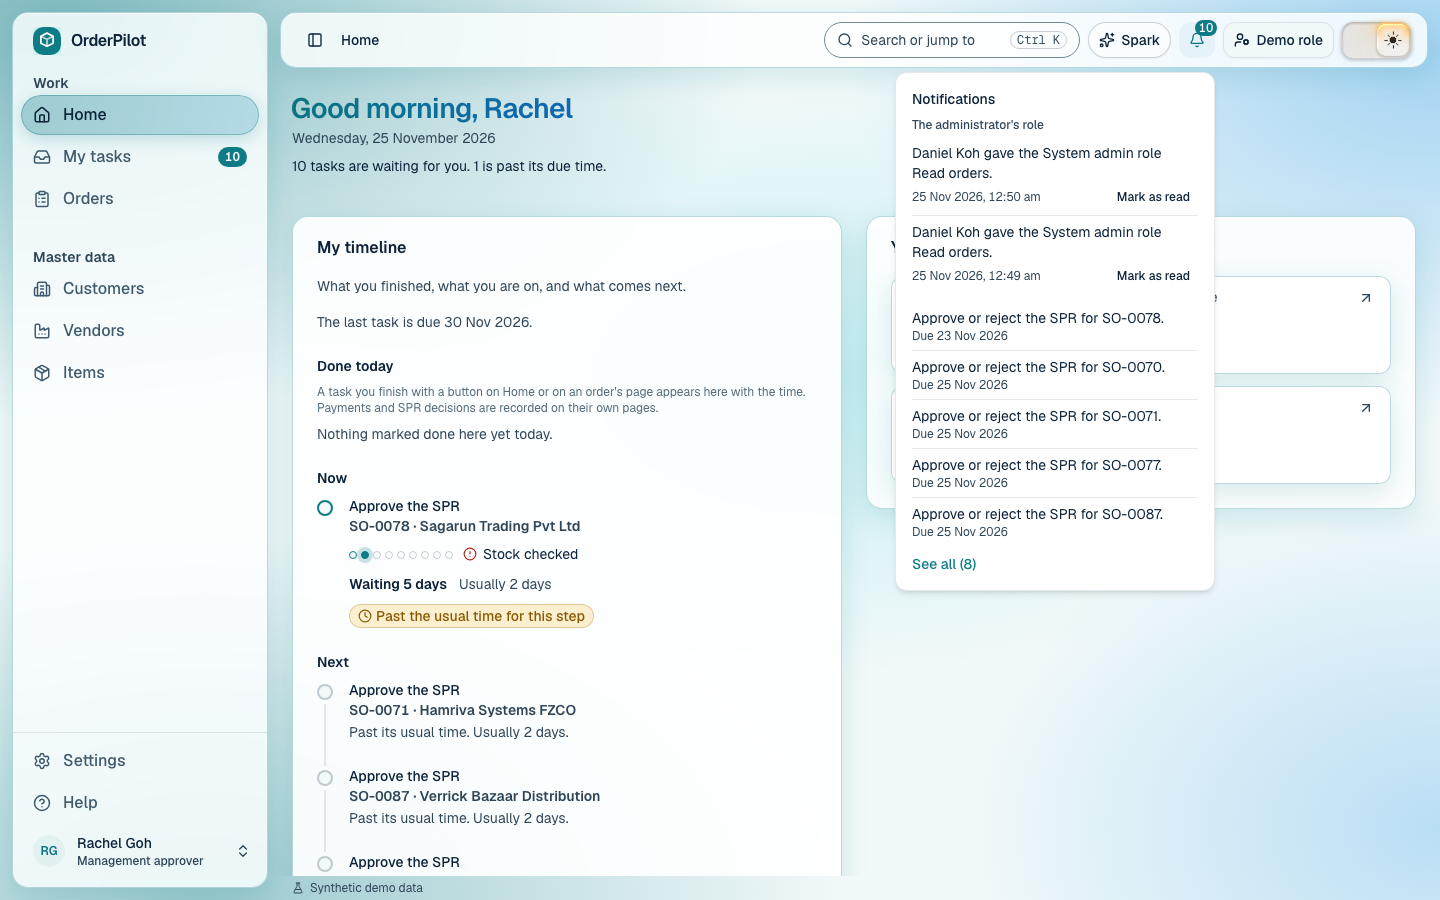 OrderPilot
Work
Home
My tasks 10
Orders
Master data
Customers
Vendors
Items
Settings
Help
RG
Rachel Goh
Management approver
Home
Search or jump to Ctrl K
Spark
10
Demo role
Good morning, Rachel
Wednesday, 25 November 2026
10 tasks are waiting for you. 1 is past its due time.
My timeline
What you finished, what you are on, and what comes next.
The last task is due 30 Nov 2026.
Done today
A task you finish with a button on Home or on an order's page appears here with the time.
Payments and SPR decisions are recorded on their own pages.
Nothing marked done here yet today.
Now
Approve the SPR
SO-0078 · Sagarun Trading Pvt Ltd
Stock checked
Waiting 5 days Usually 2 days
Past the usual time for this step
Next
Approve the SPR
SO-0071 · Hamriva Systems FZCO
Past its usual time. Usually 2 days.
Approve the SPR
SO-0087 · Verrick Bazaar Distribution
Past its usual time. Usually 2 days.
Approve the SPR
Notifications
The administrator's role
Daniel Koh gave the System admin role
Read orders.
25 Nov 2026, 12:50 am Mark as read
Daniel Koh gave the System admin role
Read orders.
25 Nov 2026, 12:49 am Mark as read
Approve or reject the SPR for SO-0078.
Due 23 Nov 2026
Approve or reject the SPR for SO-0070.
Due 25 Nov 2026
Approve or reject the SPR for SO-0071.
Due 25 Nov 2026
Approve or reject the SPR for SO-0077.
Due 25 Nov 2026
Approve or reject the SPR for SO-0087.
Due 25 Nov 2026
See all (8)
Synthetic demo data